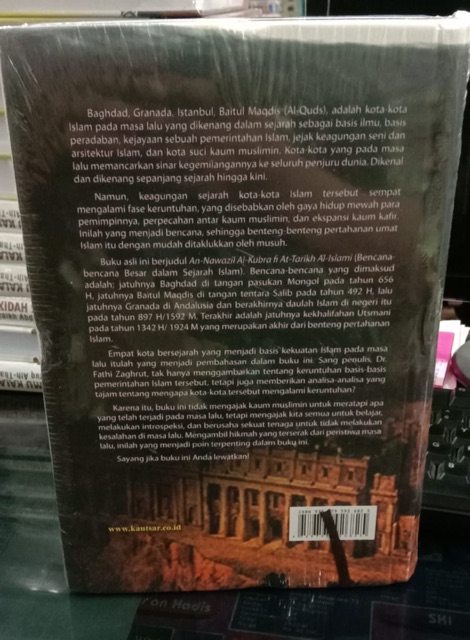 Baghdad, Granada, Istanbul, Baitul Maqdis (Al-Quds), adalah kota-kota
Islam pada masa lalu yang dikenang dalam sejarah sebagai basis ilmu, basis
peradaban, kejayaan sebuah pemerintahan Islam, jejak keagungan seni dan
arsitektur Islam, dan kota suci kaum muslimin. Kota-kota yang pada masa
lalu memancarkan sinar kegemilangannya ke seluruh penjuru dunia. Dikenal
dan dikenang sepanjang sejarah hingga kini.
Namun, keagungan sejarah kota-kota Islam tersebut sempat
mengalami fase keruntuhan, yang disebabkan oleh gaya hidup mewah para
pemimpinnya, perpecahan antar kaum muslimin, dan ekspansi kaum kafir.
Inilah yang menjadi bencana, sehingga benteng-benteng pertahanan umat
Islam itu dengan mudah ditaklukkan oleh musuh.
Buku asli ini berjudul An-Nawazil Al-Kubra fi At-Tarikh Al-Islami (Bencana-
bencana Besar dalam Sejarah Islam). Bencana-bencana yang dimaksud
adalah; jatuhnya Baghdad di tangan pasukan Mongol pada tahun 656
H, jatuhnya Baitul Maqdis di tangan tentara Salib pada tahun 492 H, lalu
jatuhnya Granada di Andalusia dan berakhirnya daulah Islam di negeri itu
pada tahun 897 H/1592 M. Terakhir adalah jatuhnya kekhalifahan Utsmani
pada tahun 1342 H/ 1924 M yang merupakan akhir dari benteng pertahanan
Islam.
Empat kota bersejarah yang menjadi basis kekuatan Islam pada masa
lalu itulah yang menjadi pembahasan dalam buku ini. Sang penulis, Dr.
Fathi Zaghrut, tak hanya menggambarkan tentang keruntuhan basis-basis
pemerintahan Islam tersebut, tetapi juga memberikan analisa-analisa yang
tajam tentang mengapa kota-kota tersebut mengalami keruntuhan?
Karena itu, buku ini tidak mengajak kaum muslimin untuk meratapi apa
yang telah terjadi pada masa lalu, tetapi mengajak kita semua untuk belajar,
melakukan introspeksi, dan berusaha sekuat tenaga untuk tidak melakukan
kesalahan di masa lalu. Mengambil hikmah yang terserak dari peristiwa masa
lalu, inilah yang menjadi poin terpenting dalam buku ini.
Sayang jika buku ini Anda lewatkan!
www.kautsar.co.id
ISBN
Hadis
SKI